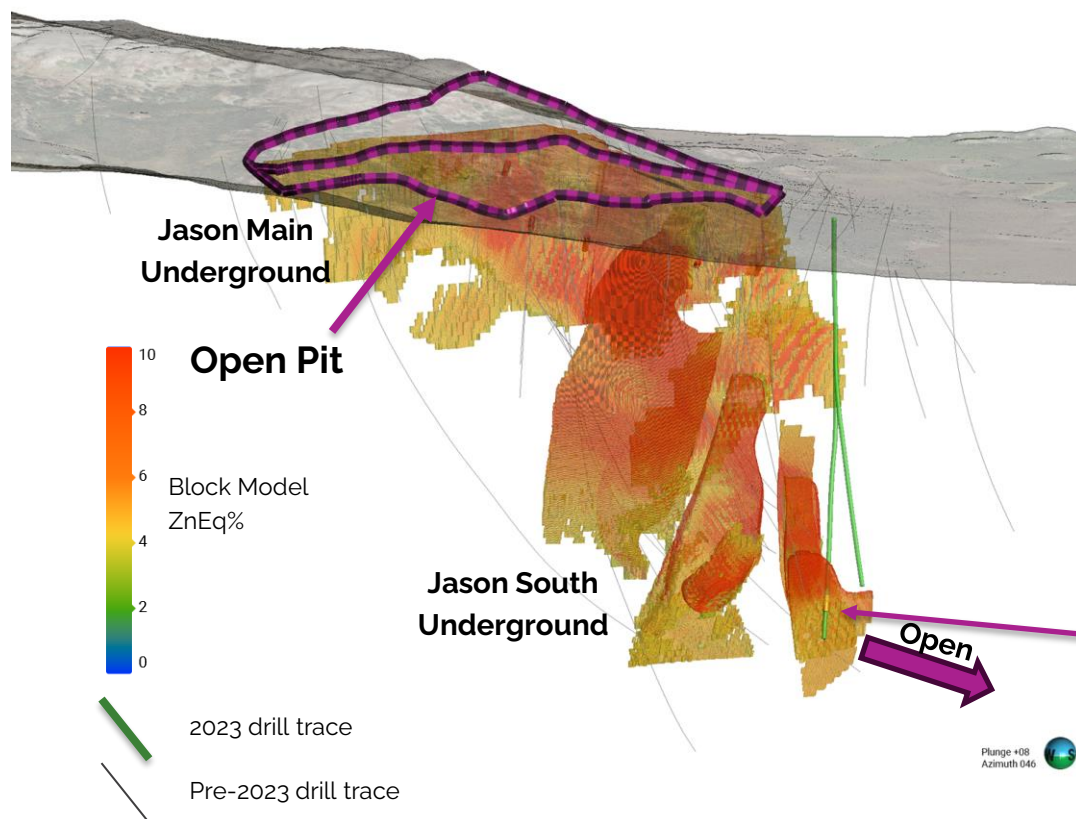 Jason Main
Underground
Open Pit
10
8
6
4
2
0
Block Model
ZnEq%
Jason South
Underground
Open
2023 drill trace
Pre-2023 drill trace
Plunge +08
Azimuth 046
S